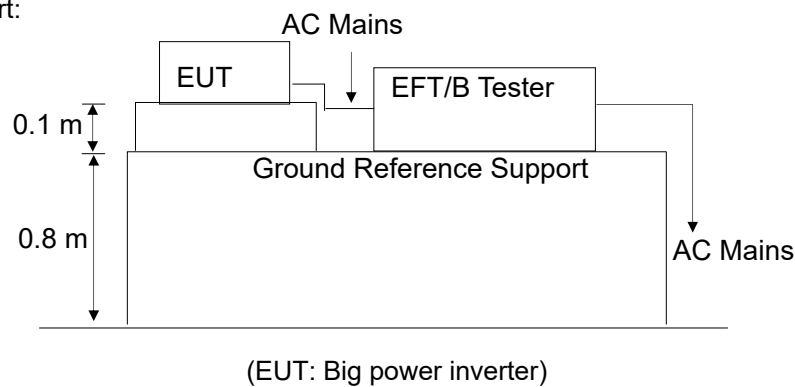 rt:
AC Mains
EUT
EFT/B Tester
0.1 m
Ground Reference Support
0.8 m
AC Mains
(EUT: Big power inverter)